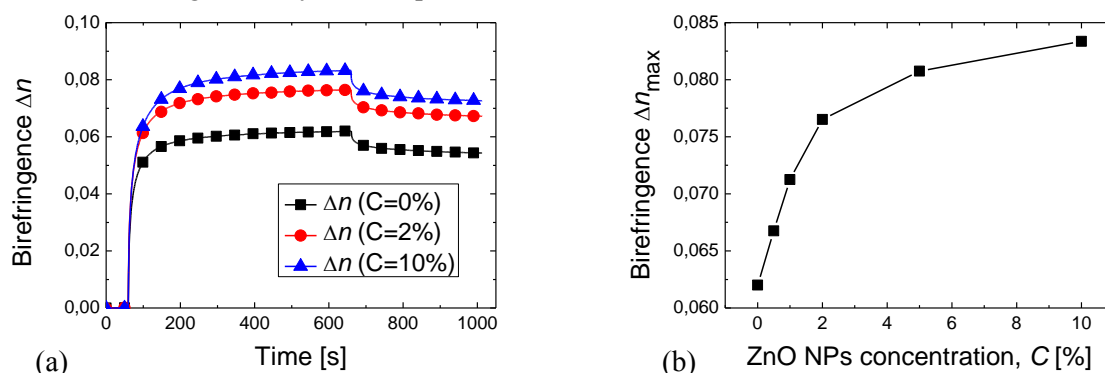 Birefringence Δn
0,10
0,08
0,06
0,04
0,02
0,00
0 200 400 600 800 1000
Time [s]
Δn (C=0%)
Δn (C=2%)
Δn (C=10%)
(a)
Birefringence Δnmax
0,085
0,080
0,075
0,070
0,065
0,060
0 2 4 6 8 10
ZnO NPs concentration, C [%]
(b)